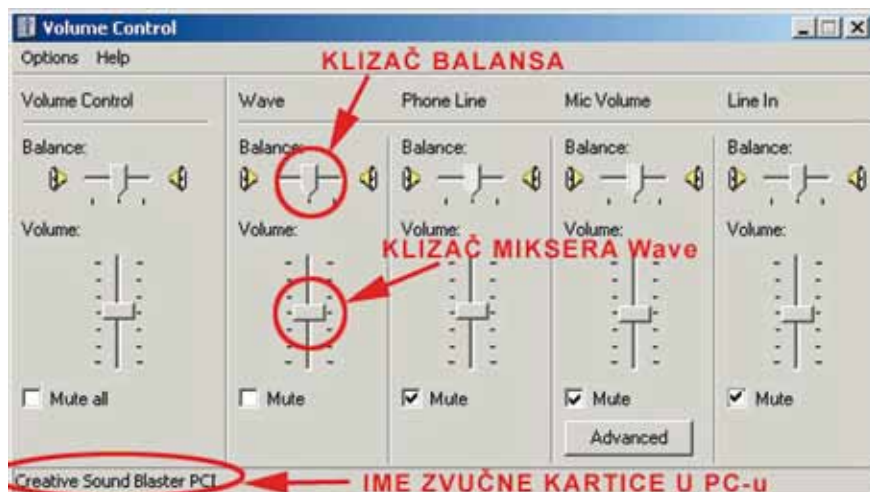 Volume Control
Options Help
KLIZAČ BALANSA
Volume Control Wave Phone Line Mic Volume Line In
Balance: Balance: Balance: Balance: Balance:
Volume: Volume: Volume: Volume: Volume:
KLIZAČ MIKSERA Wave
Mute all Mute Mute Mute Mute
Advanced
Creative Sound Blaster PCI
IME ZVUČNE KARTICE U PC-u